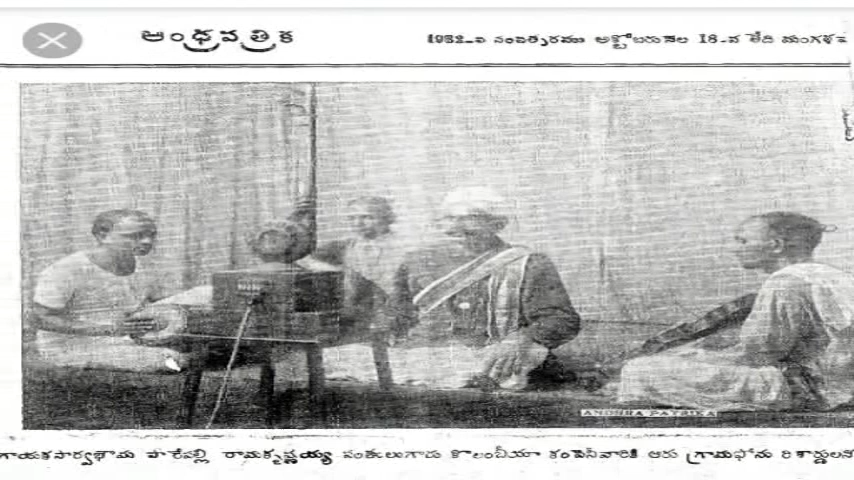 ఆంధ్రపత్రిక
1932-వ సంవత్సరము అక్టోబరునెల 18-వ తేది మంగళ
ANDHRA PATRIKA
గాయకసార్వభౌమ పారేపల్లి రామకృష్ణయ్య పంతులుగారు కొలంబియా కంపెనీవారికి ఆరు గ్రామఫోను రికార్డులను